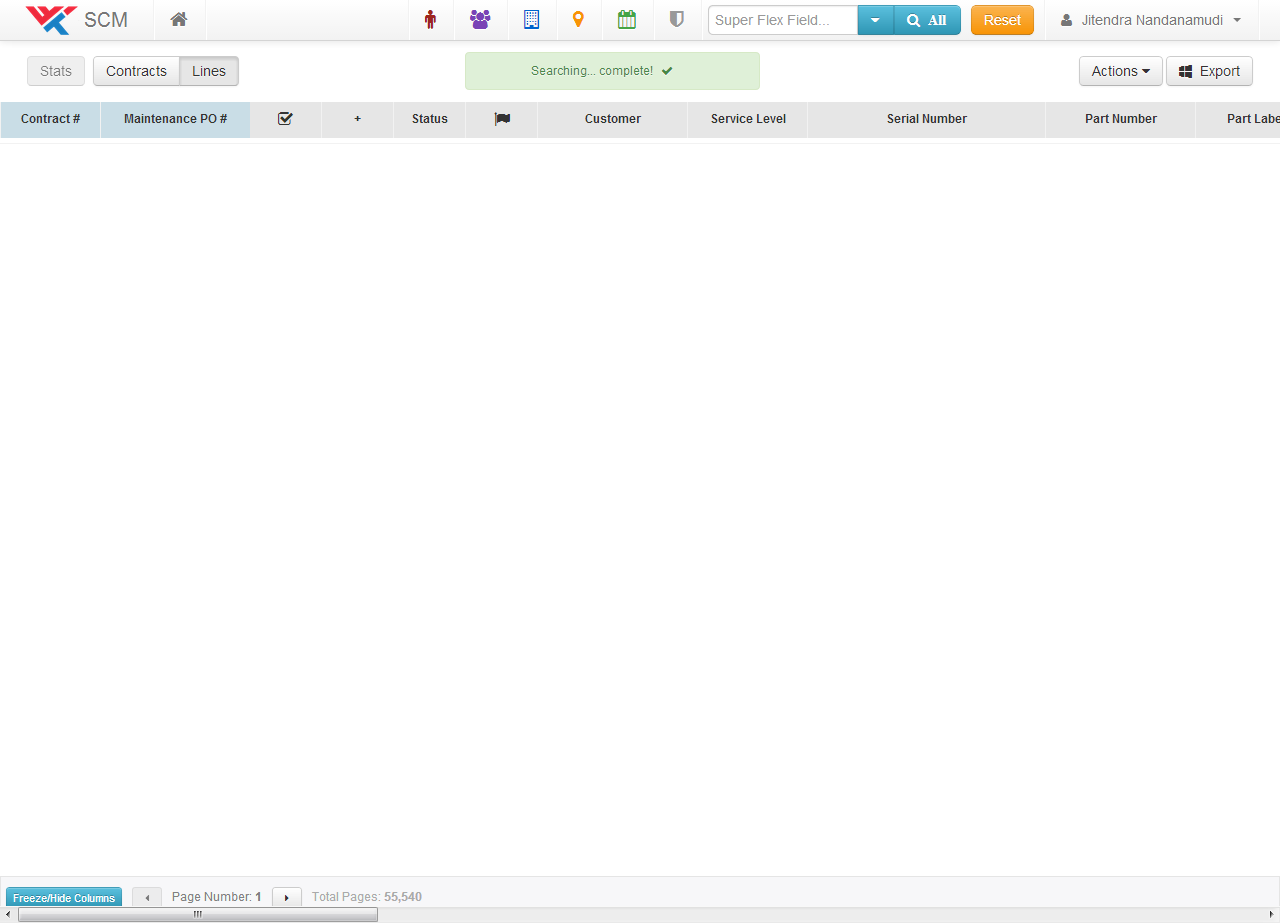 SCM
Super Flex Field... All Reset Jitendra Nandanamudi
Stats Contracts Lines Searching... complete! Actions Export
Contract # Maintenance PO # + Status Customer Service Level Serial Number Part Number Part Labe
Freeze/Hide Columns Page Number: 1 Total Pages: 55,540